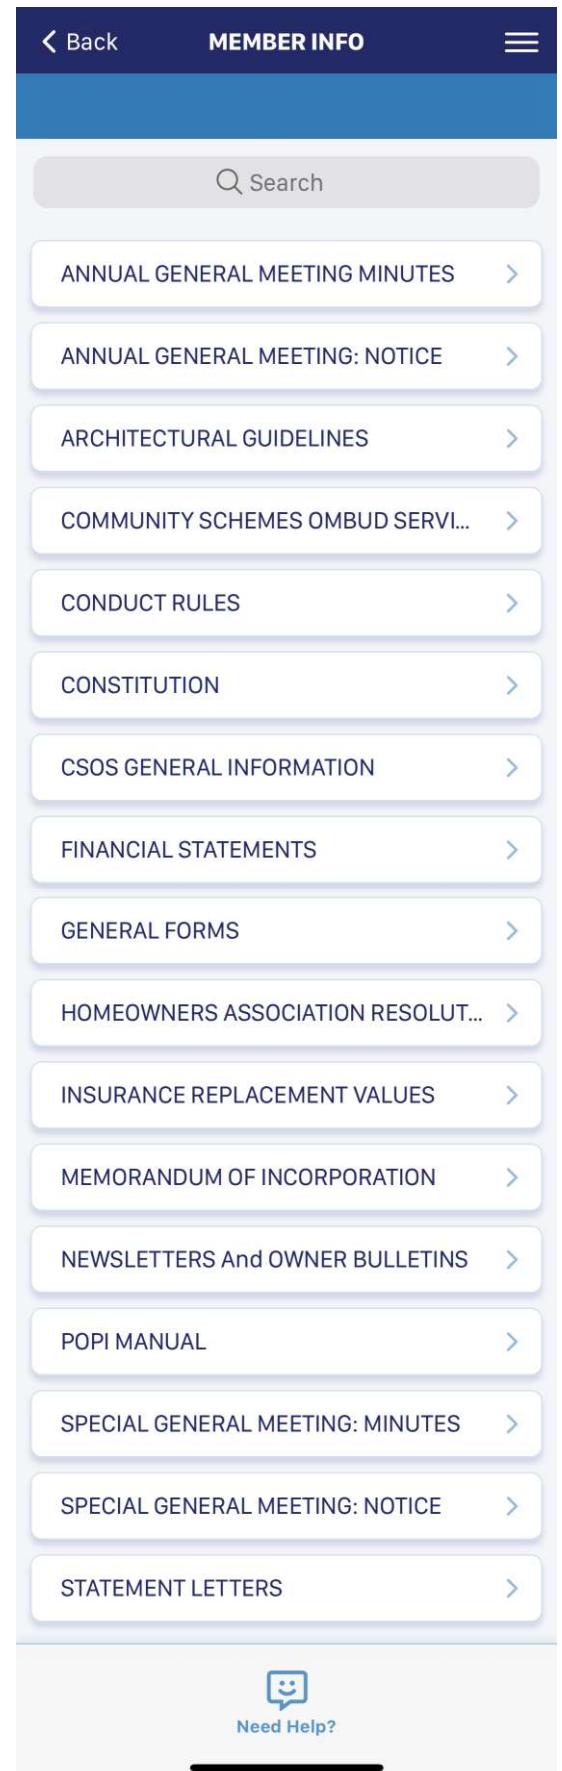 Back
MEMBER INFO
Search
ANNUAL GENERAL MEETING MINUTES
ANNUAL GENERAL MEETING: NOTICE
ARCHITECTURAL GUIDELINES
COMMUNITY SCHEMES OMBUD SERVI...
CONDUCT RULES
CONSTITUTION
CSOS GENERAL INFORMATION
FINANCIAL STATEMENTS
GENERAL FORMS
HOMEOWNERS ASSOCIATION RESOLUT...
INSURANCE REPLACEMENT VALUES
MEMORANDUM OF INCORPORATION
NEWSLETTERS And OWNER BULLETINS
POPI MANUAL
SPECIAL GENERAL MEETING: MINUTES
SPECIAL GENERAL MEETING: NOTICE
STATEMENT LETTERS
Need Help?